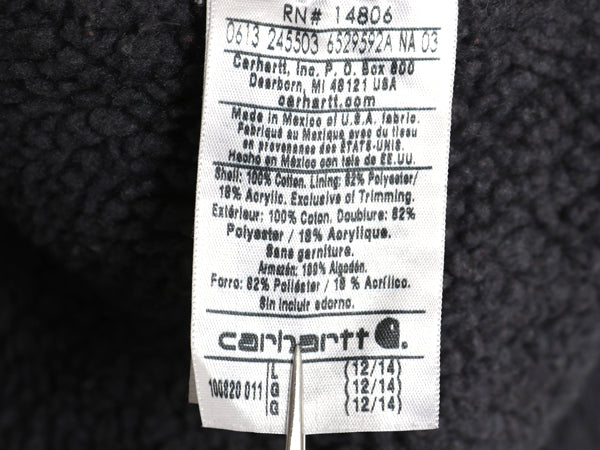 RN# 14806
0613 245503 6529592A NA 03
Carhartt, Inc. P. O. Box 600
Dearborn, MI 48121 USA
carhartt.com
Made in Mexico of U.S.A. fabric.
Fabriqué au Mexique avec du tissu
en provenance des ÉTATS-UNIS.
Hecho en México con tela de EE.UU.
Shell: 100% Cotton. Lining: 82% Polyester/
18% Acrylic. Exclusive of Trimming.
Extérieur: 100% Coton. Doublure: 82%
Polyester / 18% Acrylique.
Sans garniture.
Armazón: 100% Algodón.
Forro: 82% Poliéster / 18 % Acrílico.
Sin incluir adorno.
carhartt
100820 011 L (12/14)
G (12/14)
G (12/14)